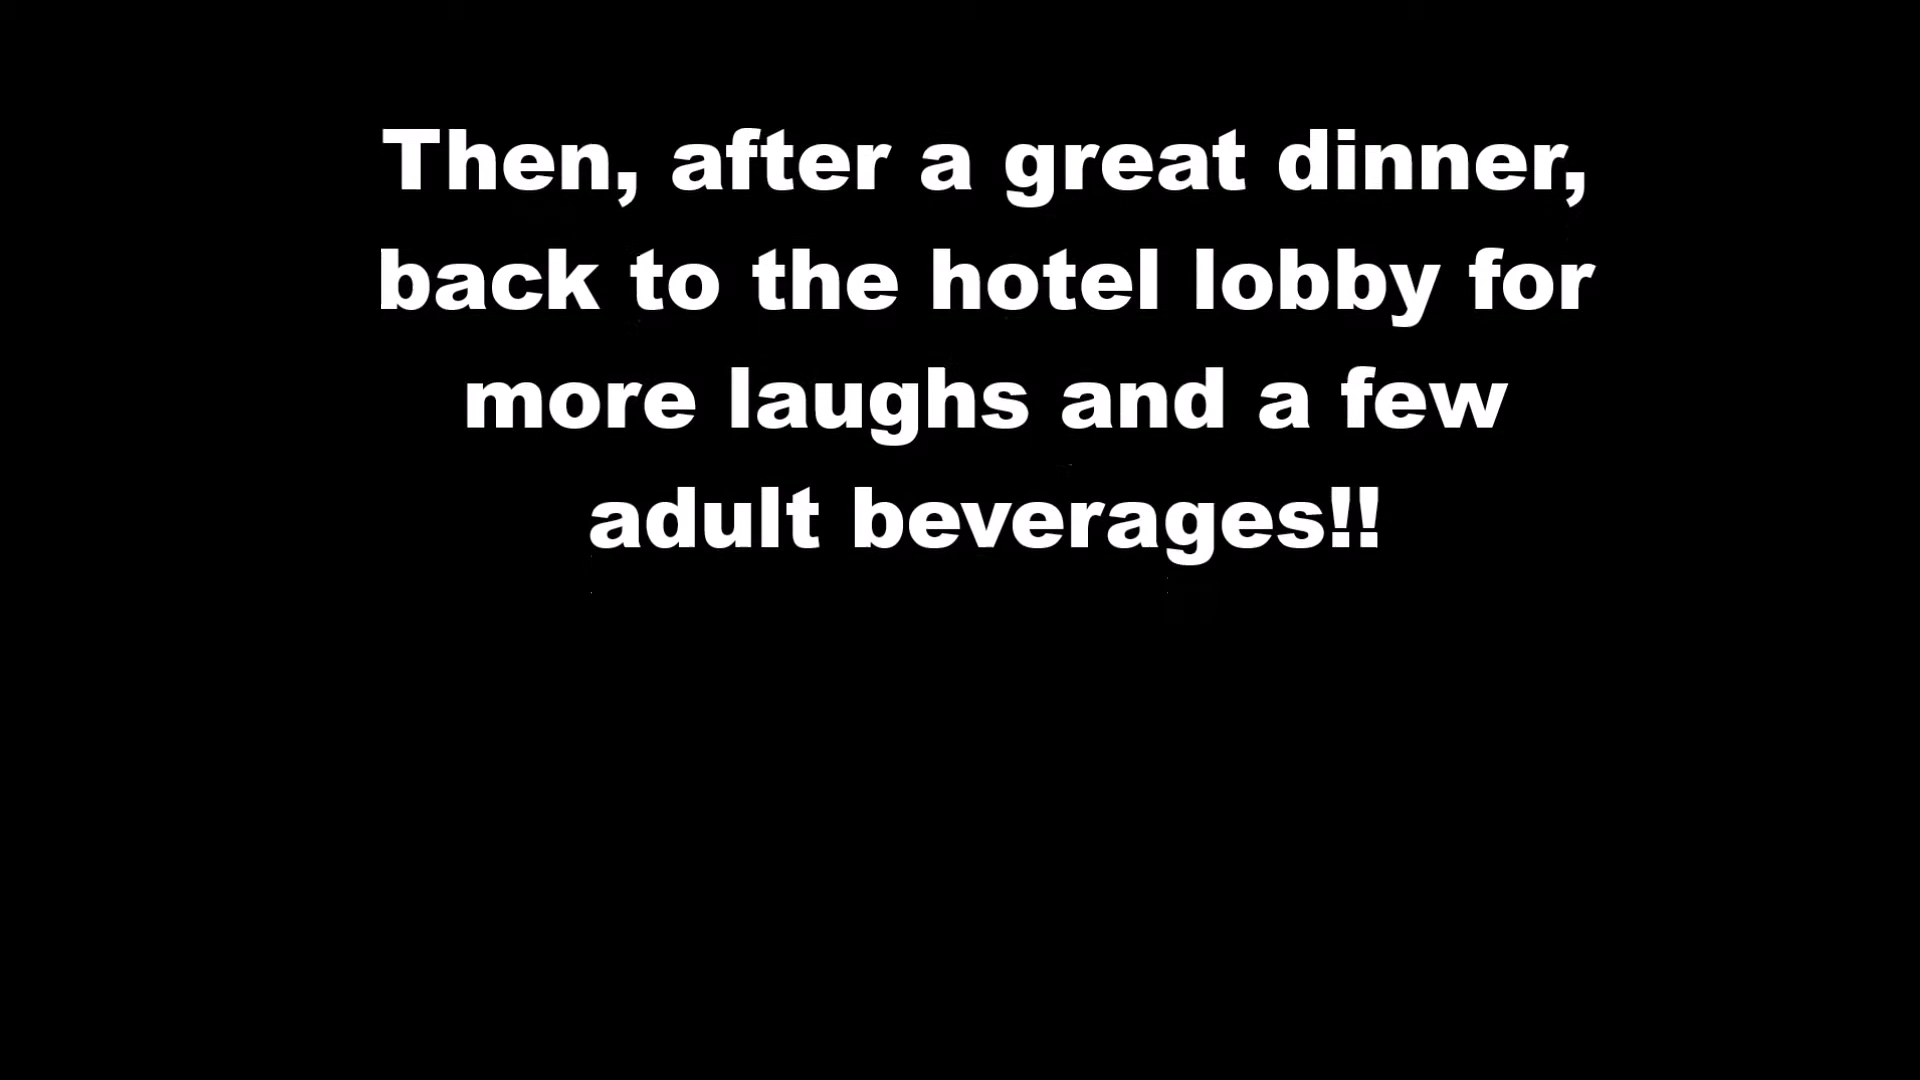 Then, after a great dinner,
back to the hotel lobby for
more laughs and a few
adult beverages!!